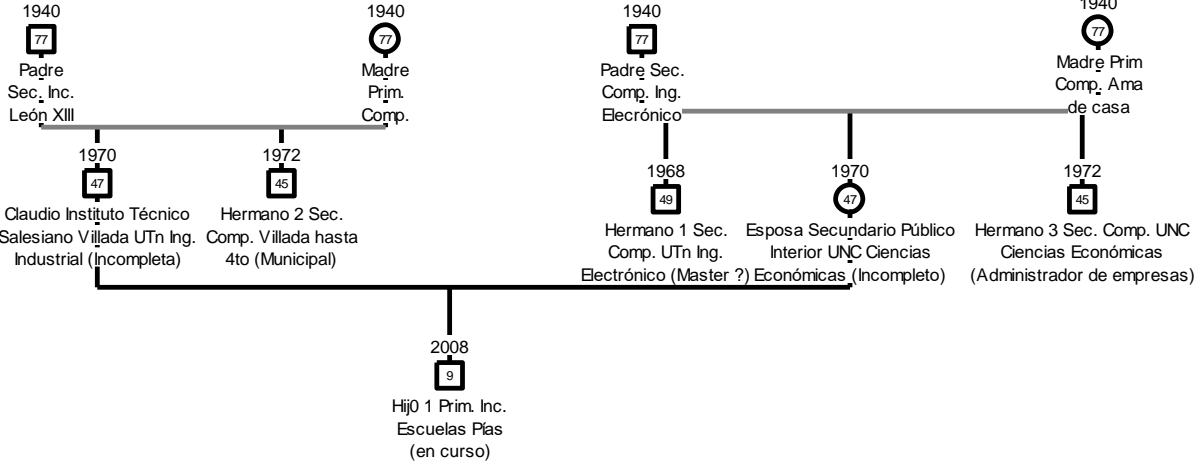 1940
77
Padre
Sec. Inc.
León XIII
1940
77
Madre
Prim.
Comp.
1940
77
Padre Sec.
Comp. Ing.
Elecrónico
1940
77
Madre Prim
Comp. Ama
de casa
1970
47
Claudio Instituto Técnico
Salesiano Villada UTn Ing.
Industrial (Incompleta)
1972
45
Hermano 2 Sec.
Comp. Villada hasta
4to (Municipal)
1968
49
Hermano 1 Sec.
Comp. UTn Ing.
Electrónico (Master ?)
1970
47
Esposa Secundario Público
Interior UNC Ciencias
Económicas (Incompleto)
1972
45
Hermano 3 Sec. Comp. UNC
Ciencias Económicas
(Administrador de empresas)
2008
9
Hij0 1 Prim. Inc.
Escuelas Pías
(en curso)